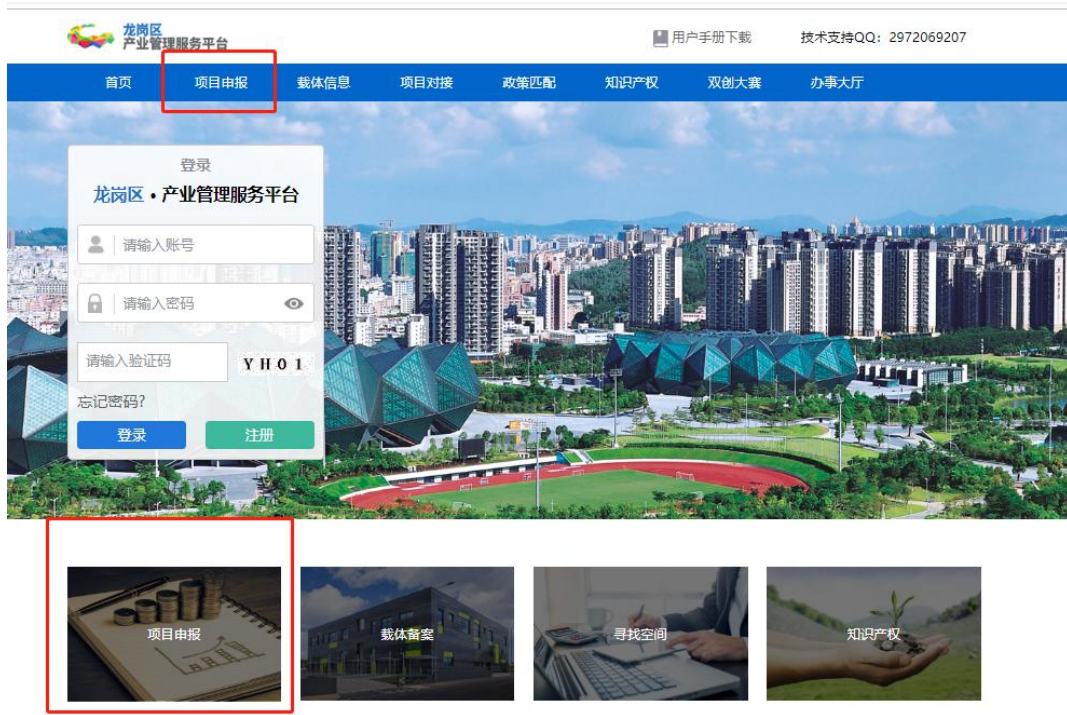 龙岗区
产业管理服务平台
用户手册下载
技术支持QQ: 2972069207
首页
项目申报
载体信息
项目对接
政策匹配
知识产权
双创大赛
办事大厅
登录
龙岗区·产业管理服务平台
请输入账号
请输入密码
请输入验证码
YH01
忘记密码?
登录
注册
项目申报
载体备案
寻找空间
知识产权